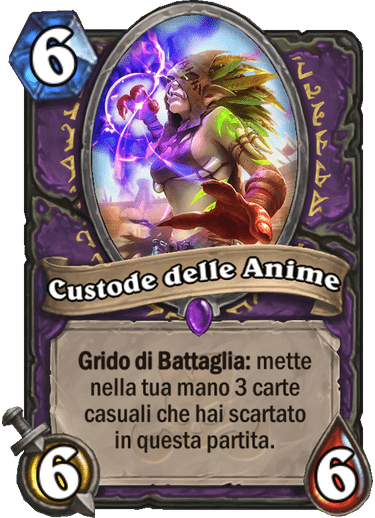 6
Custode delle Anime
Grido di Battaglia: mette
nella tua mano 3 carte
casuali che hai scartato
in questa partita.
6
6